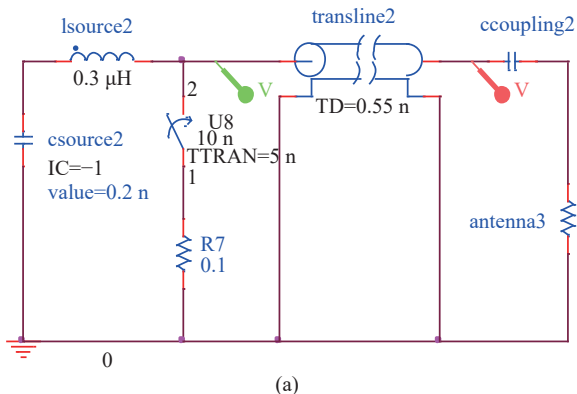 lsource2
0.3 μH
2
V
U8
10 n
TTRAN=5 n
1
csource2
IC=−1
value=0.2 n
R7
0.1
transline2
TD=0.55 n
V
ccoupling2
antenna3
0
(a)